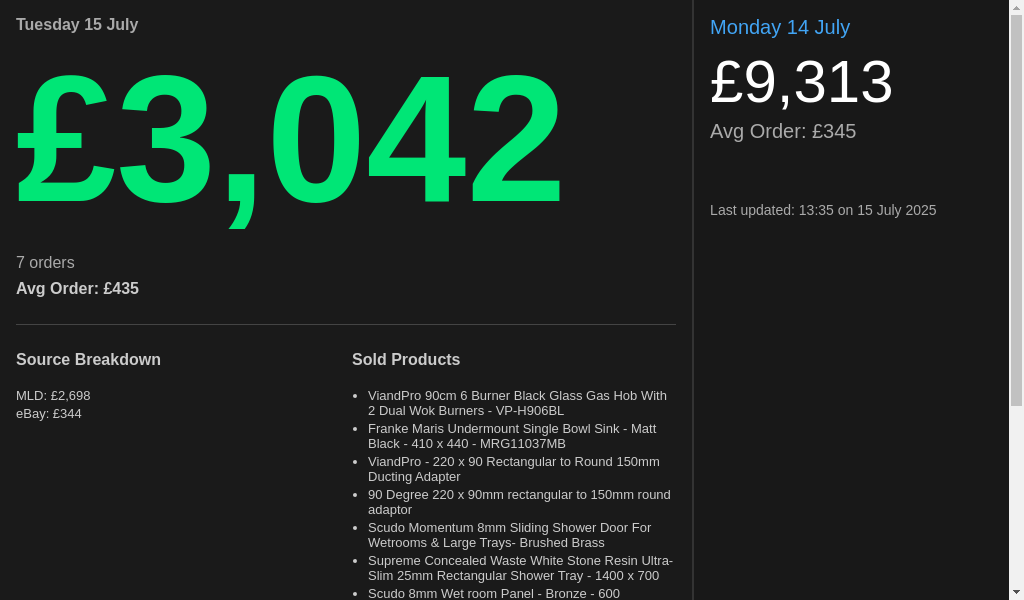 Tuesday 15 July
£3,042
7 orders
Avg Order: £435
Source Breakdown
MLD: £2,698
eBay: £344
Sold Products
ViandPro 90cm 6 Burner Black Glass Gas Hob With
2 Dual Wok Burners - VP-H906BL
Franke Maris Undermount Single Bowl Sink - Matt
Black - 410 x 440 - MRG11037MB
ViandPro - 220 x 90 Rectangular to Round 150mm
Ducting Adapter
90 Degree 220 x 90mm rectangular to 150mm round
adaptor
Scudo Momentum 8mm Sliding Shower Door For
Wetrooms & Large Trays- Brushed Brass
Supreme Concealed Waste White Stone Resin Ultra-
Slim 25mm Rectangular Shower Tray - 1400 x 700
Scudo 8mm Wet room Panel - Bronze - 600
Monday 14 July
£9,313
Avg Order: £345
Last updated: 13:35 on 15 July 2025